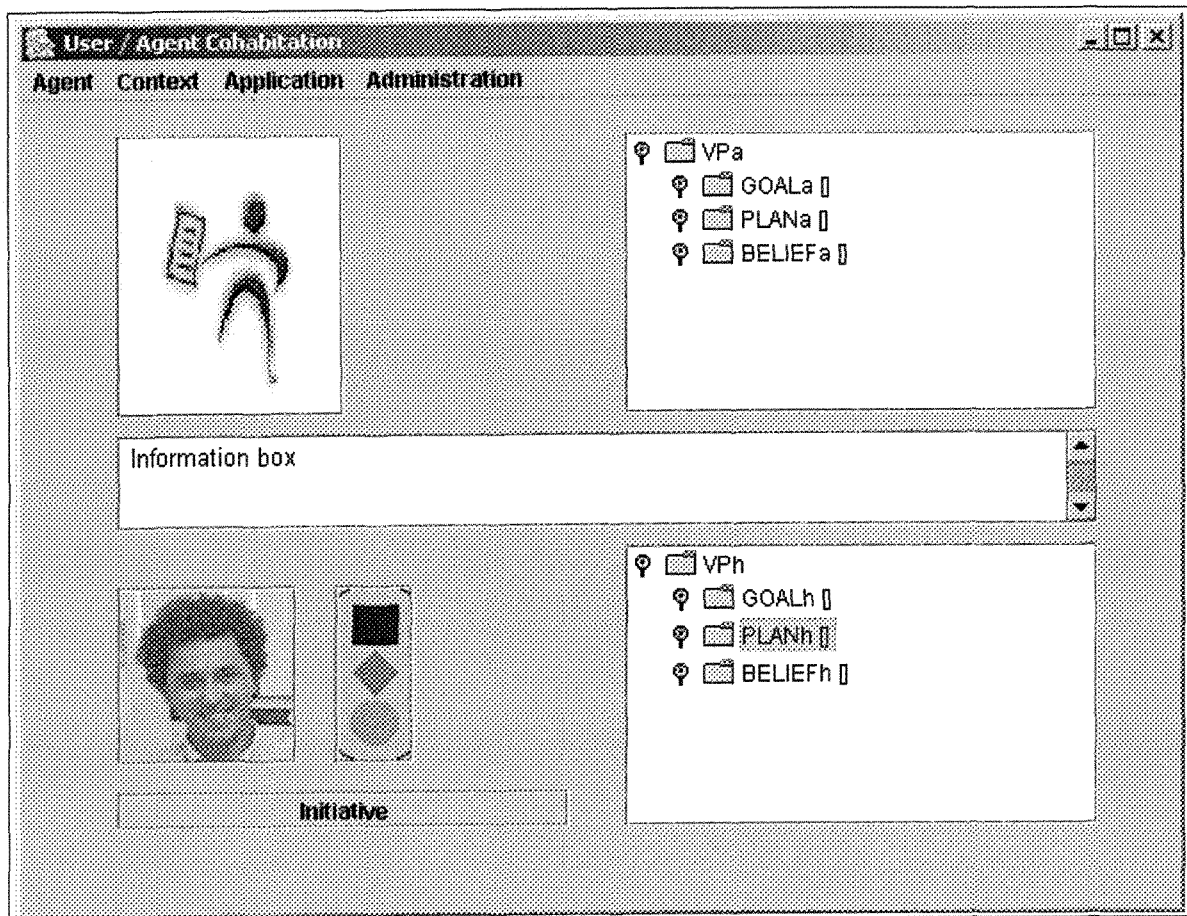 User / Agent Cohabitation
Agent Context Application Administration
VPa
GOALa []
PLANa []
BELIEFa []
Information box
VPh
GOALh []
PLANh []
BELIEFh []
Initiative